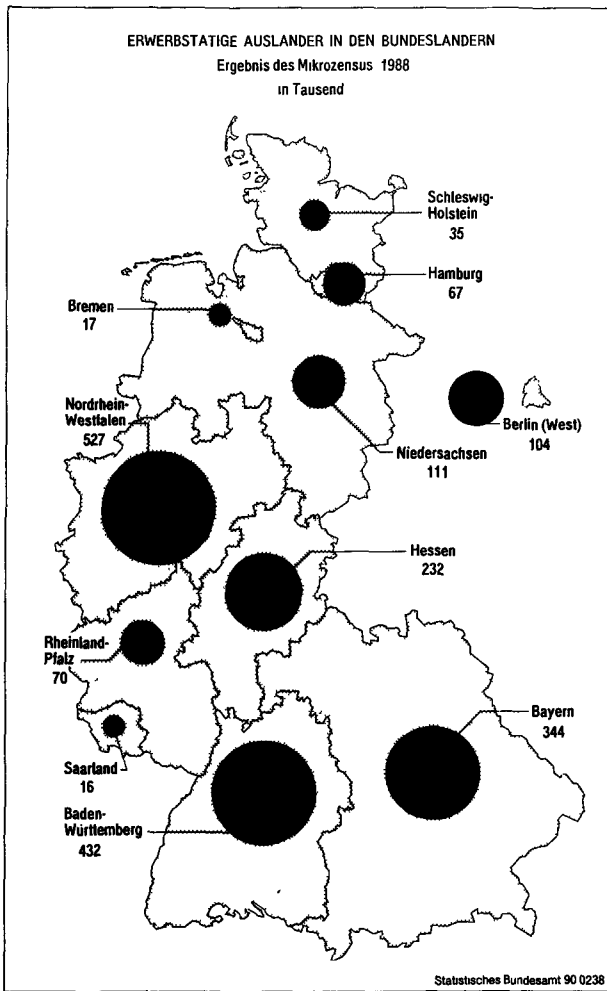 ERWERBSTATIGE AUSLANDER IN DEN BUNDESLANDERN
Ergebnis des Mikrozensus 1988
in Tausend
Schleswig-
Holstein
35
Hamburg
67
Bremen
17
Nordrhein-
Westfalen
527
Berlin (West)
104
Niedersachsen
111
Hessen
232
Rheinland-
Pfalz
70
Bayern
344
Saarland
16
Baden-
Württemberg
432
Statistisches Bundesamt 90 0238